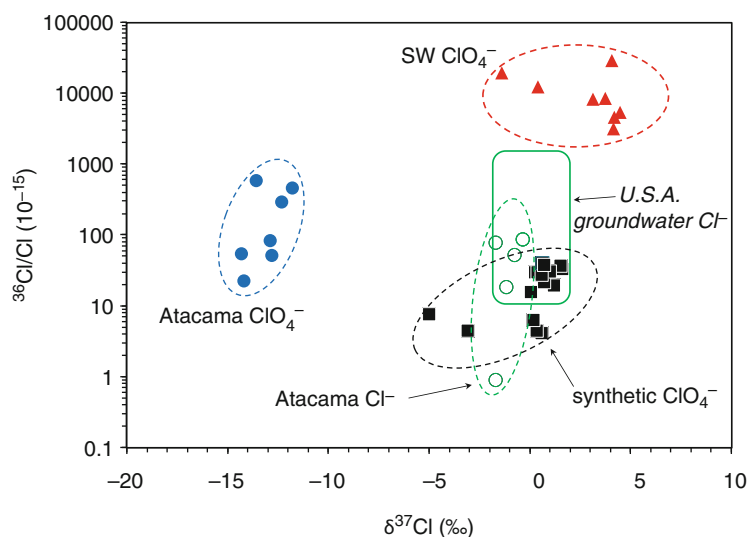 100000
10000
1000
100
10
1
0.1
³⁶Cl/Cl (10⁻¹⁵)
SW ClO₄⁻
U.S.A.
groundwater Cl⁻
Atacama ClO₄⁻
Atacama Cl⁻
synthetic ClO₄⁻
−20 −15 −10 −5 0 5 10
δ³⁷Cl (‰)